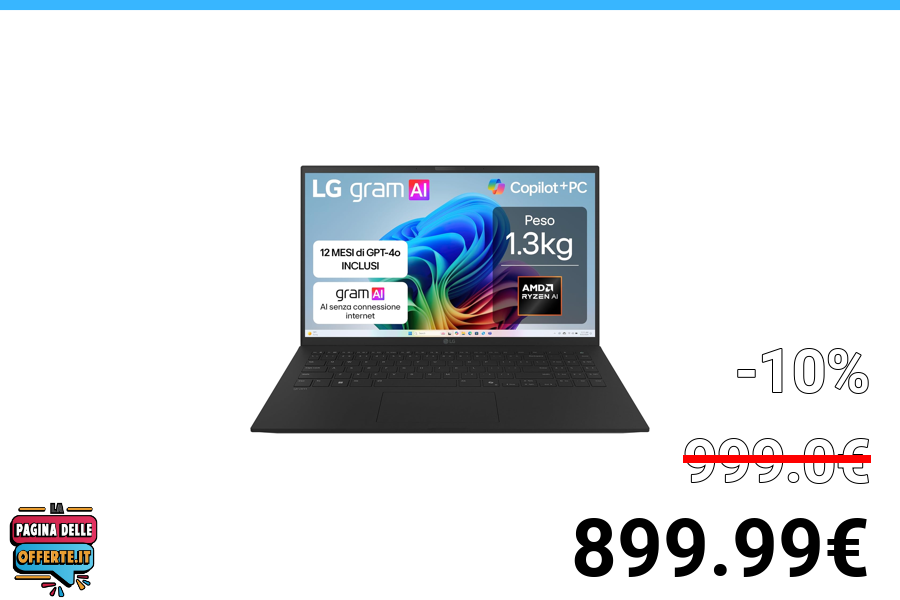 LG gram AI
Copilot+PC
Peso
1.3kg
12 MESI di GPT-4o
INCLUSI
AMD
RYZEN AI
gram AI
AI senza connessione
internet
LG
-10%
999.0€
899.99€
LA
PAGINA DELLE
OFFERTE.IT